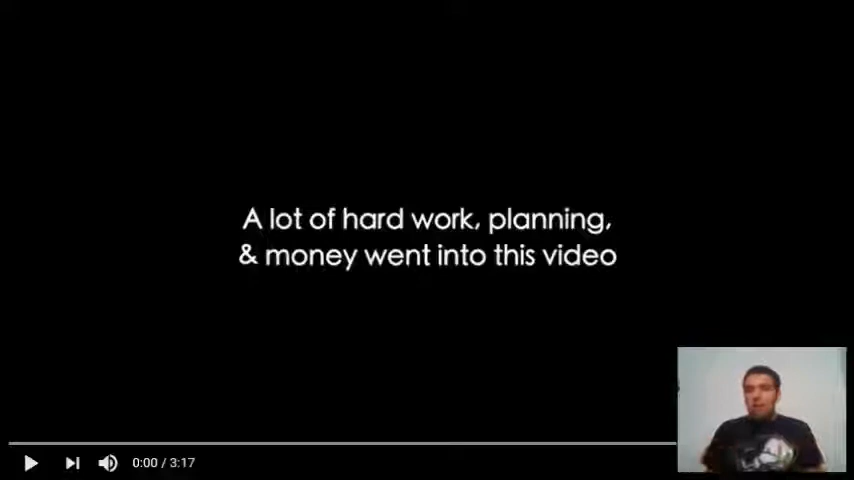 A lot of hard work, planning,
& money went into this video
0:00 / 3:17